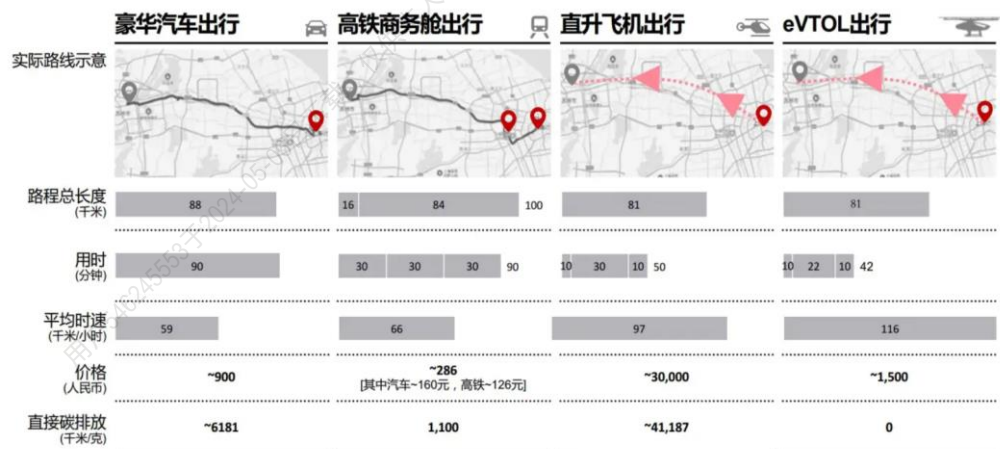 豪华汽车出行 高铁商务舱出行 直升飞机出行 eVTOL出行
实际路线示意
路程总长度
(千米)
88 16 84 100 81 81
用时
(分钟)
90 30 30 30 90 10 30 10 50 10 22 10 42
平均时速
(千米/小时)
59 66 97 116
价格
(人民币)
~900 ~286 ~30,000 ~1,500
[其中汽车~160元，高铁~126元]
直接碳排放
(千米/克)
~6181 1,100 ~41,187 0